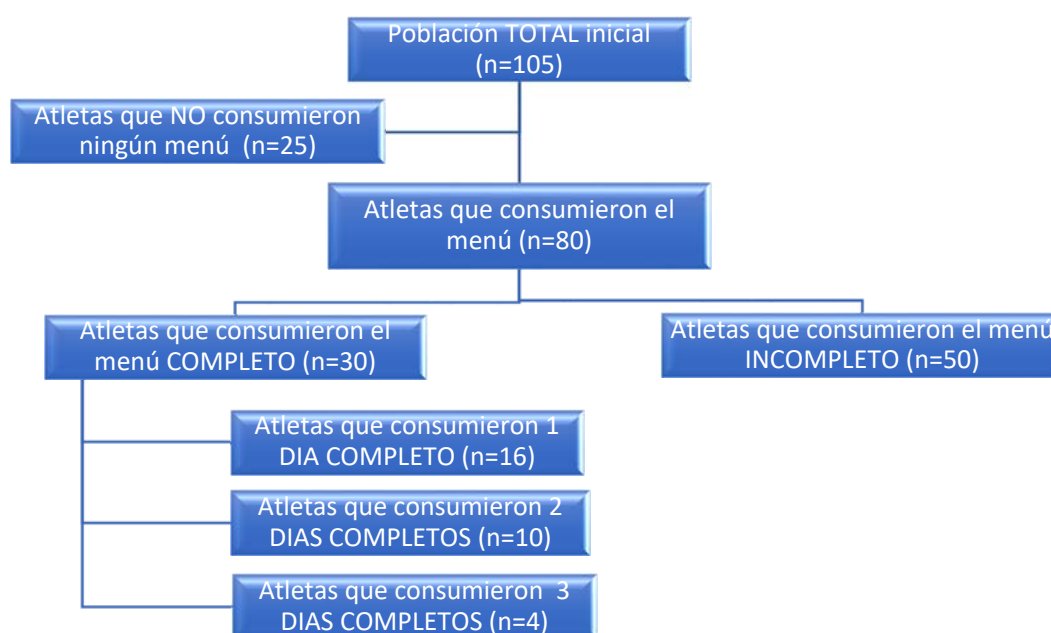 Población TOTAL inicial
(n=105)
Atletas que NO consumieron
ningún menú (n=25)
Atletas que consumieron el
menú (n=80)
Atletas que consumieron el
menú COMPLETO (n=30)
Atletas que consumieron el menú
INCOMPLETO (n=50)
Atletas que consumieron 1
DIA COMPLETO (n=16)
Atletas que consumieron 2
DIAS COMPLETOS (n=10)
Atletas que consumieron 3
DIAS COMPLETOS (n=4)